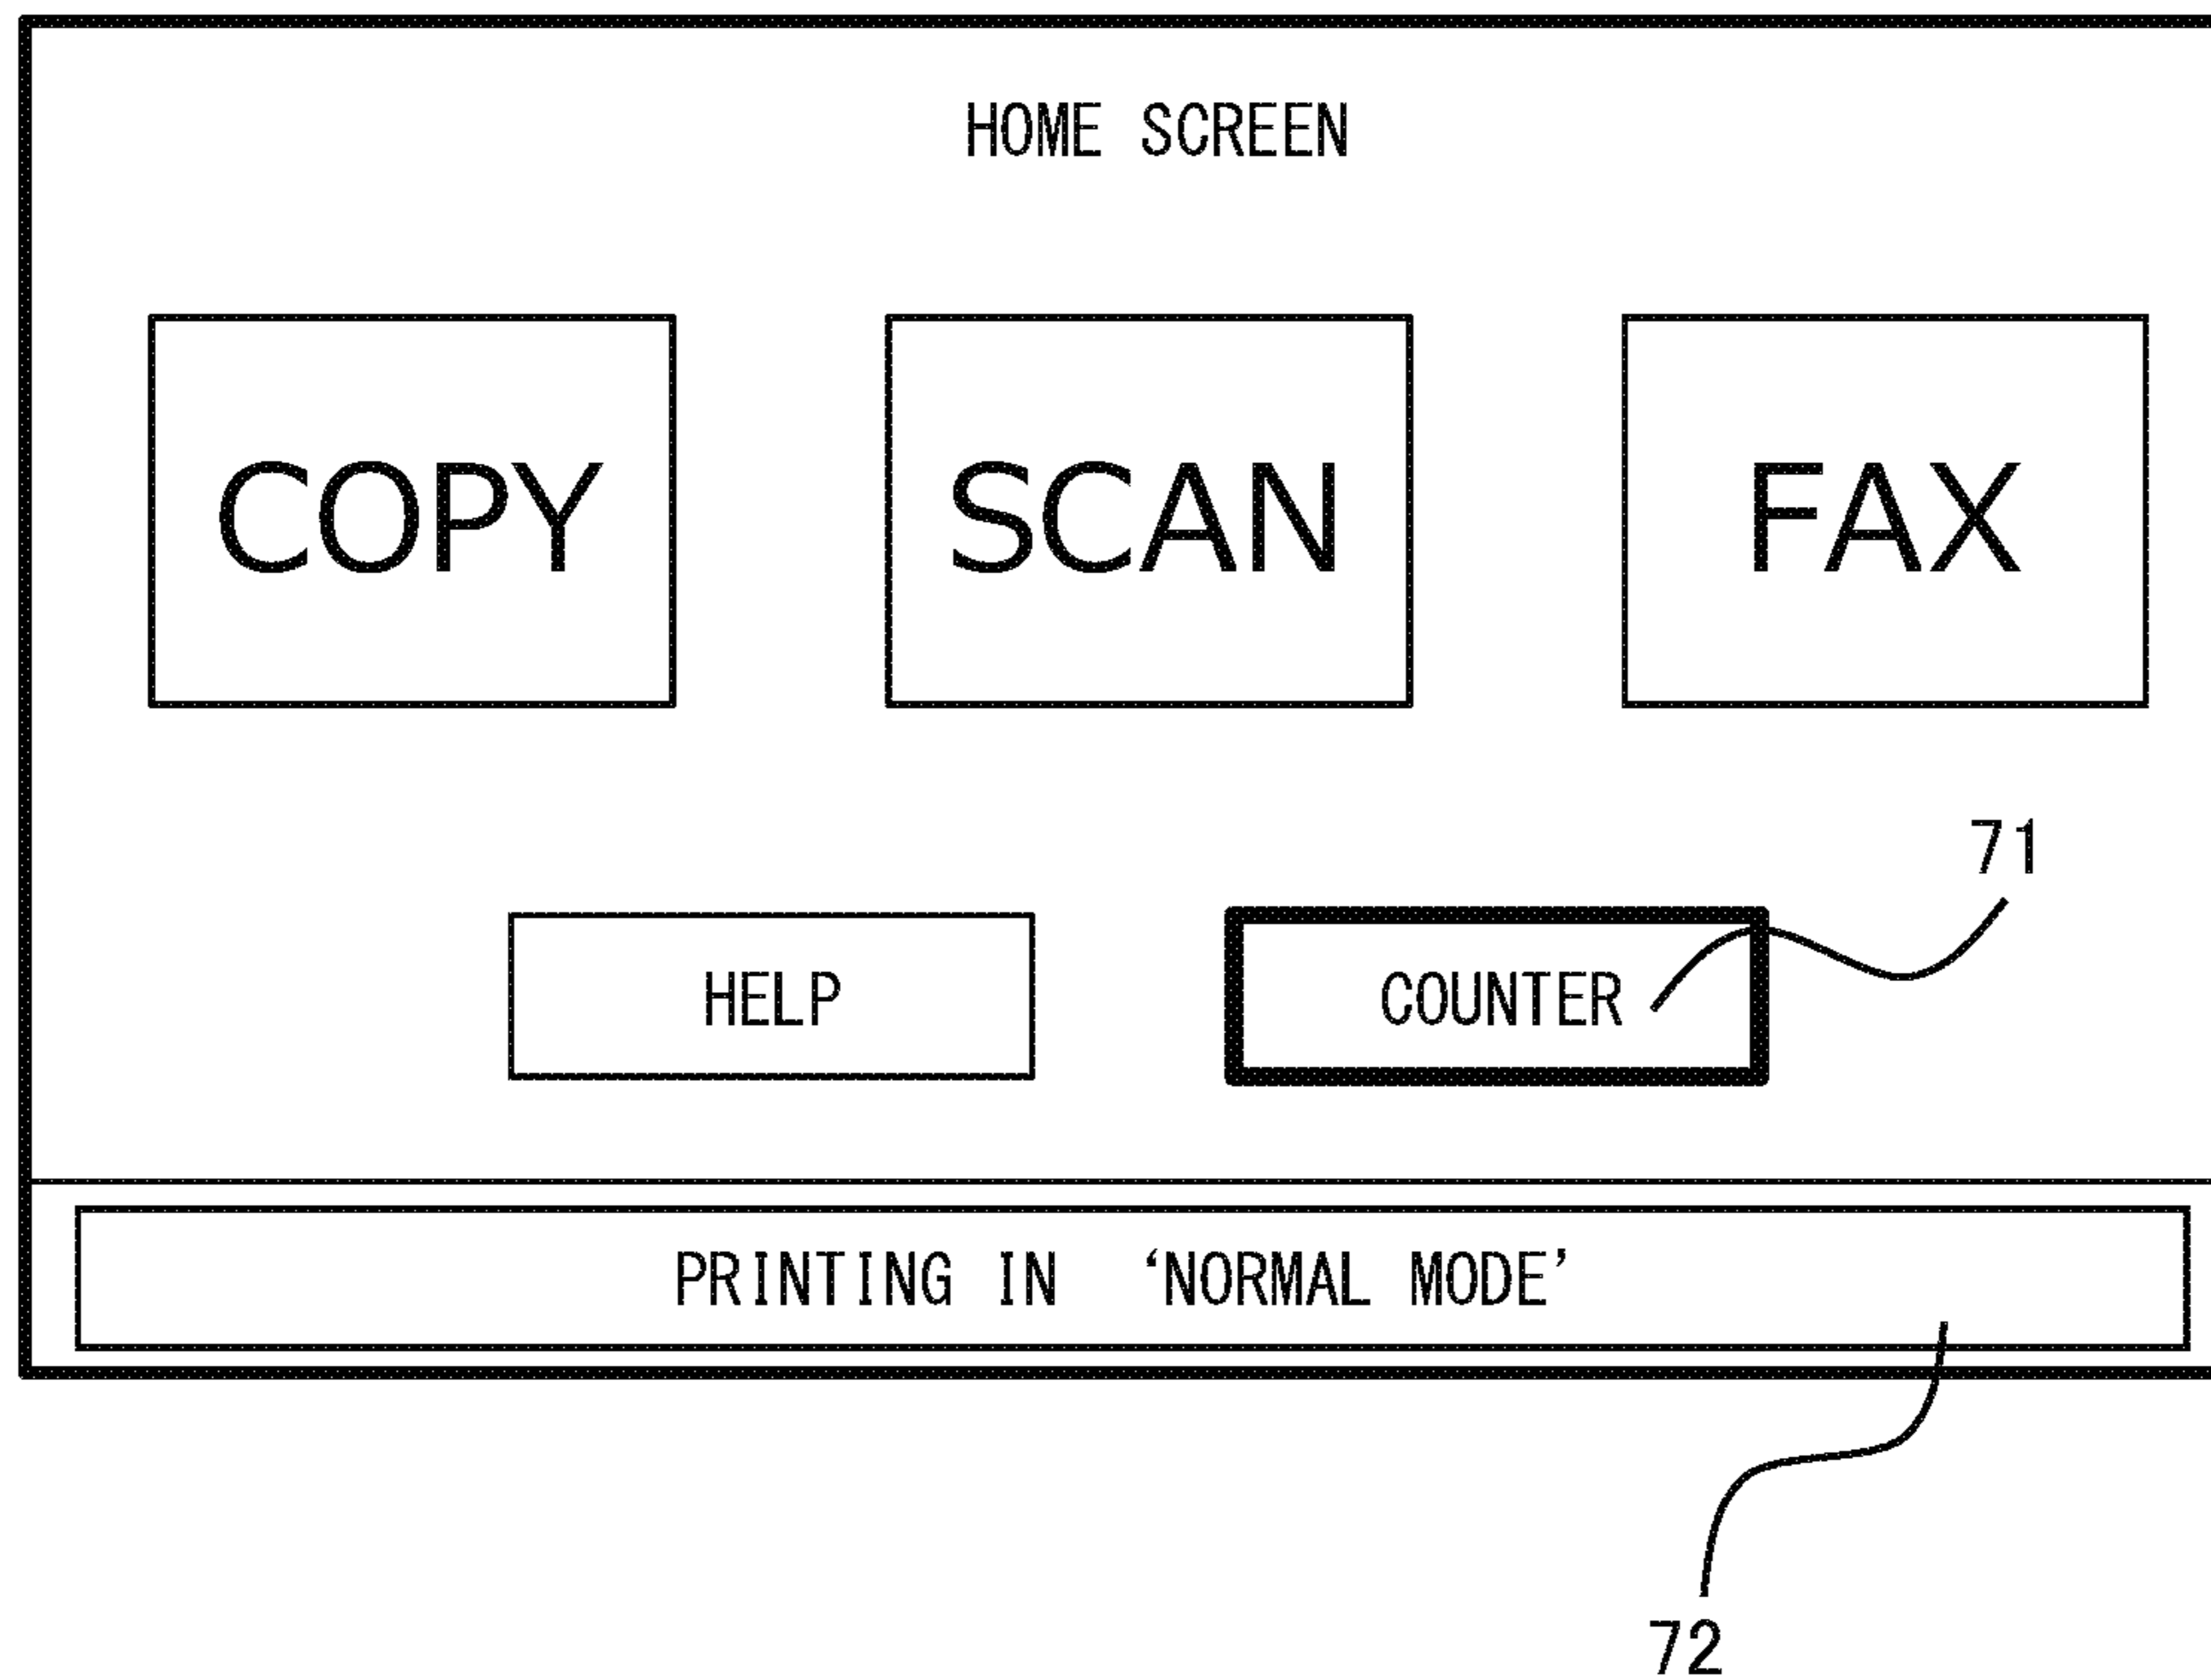 HOME SCREEN
COPY
SCAN
FAX
71
HELP
COUNTER
PRINTING IN ‘NORMAL MODE’
72